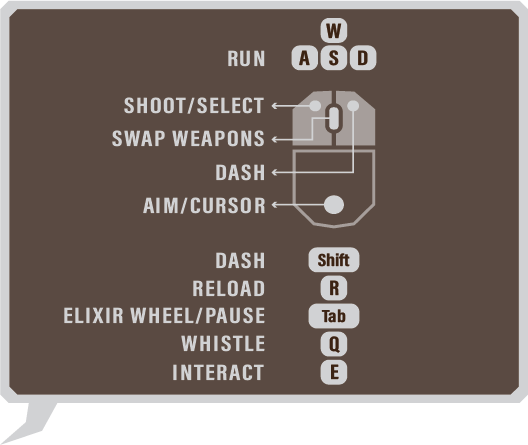 W
RUN A S D
SHOOT/SELECT
SWAP WEAPONS
DASH
AIM/CURSOR
DASH Shift
RELOAD R
ELIXIR WHEEL/PAUSE Tab
WHISTLE Q
INTERACT E